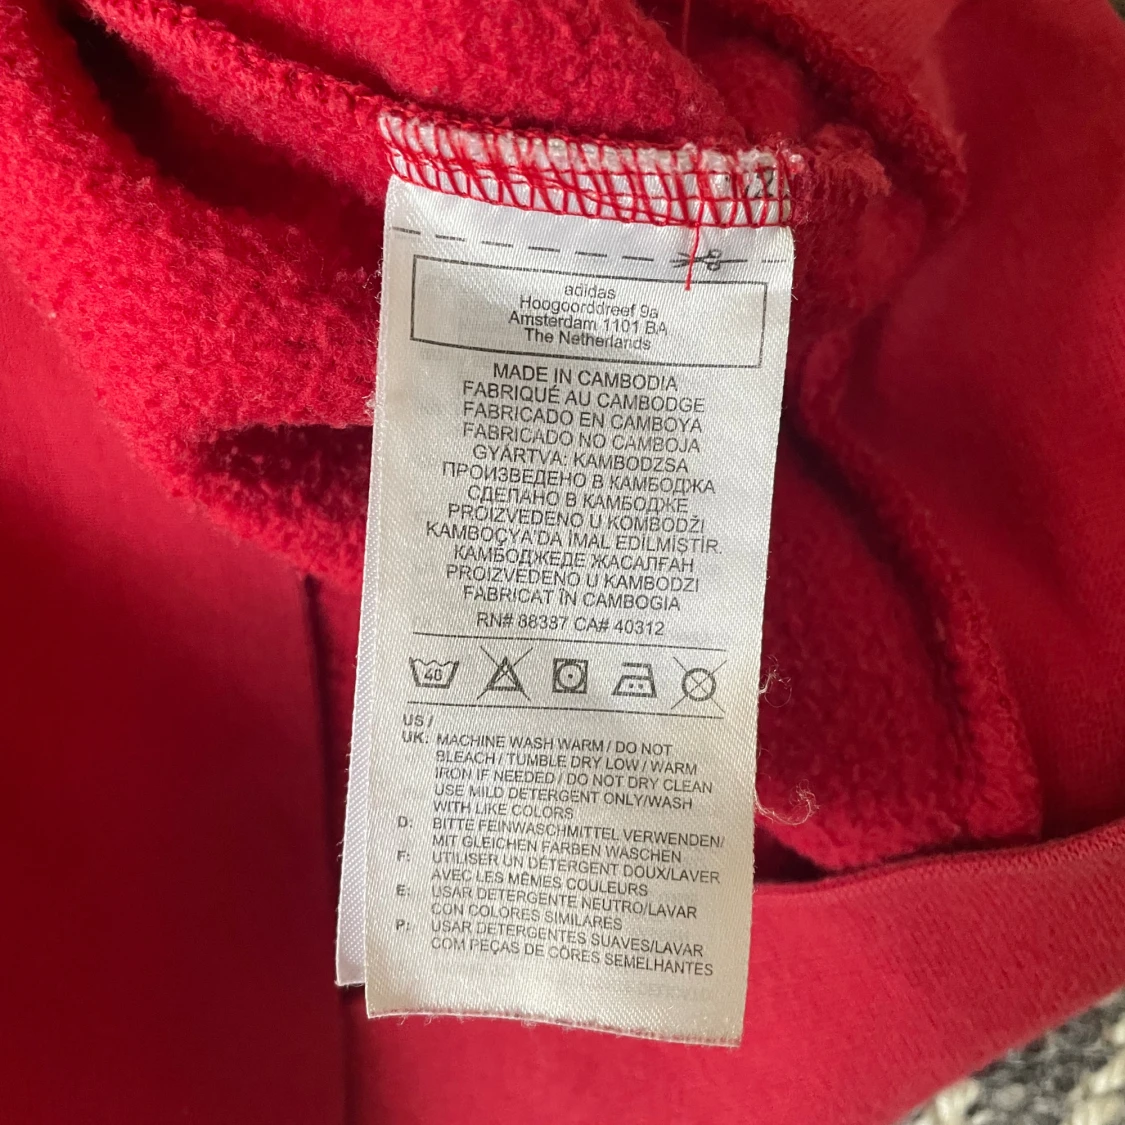 adidas
Hoogoorddreef 9a
Amsterdam 1101 BA
The Netherlands
MADE IN CAMBODIA
FABRIQUÉ AU CAMBODGE
FABRICADO EN CAMBOYA
FABRICADO NO CAMBOJA
GYÁRTVA: KAMBODZSA
ПРОИЗВЕДЕНО В КАМБОДЖА
СДЕЛАНО В КАМБОДЖЕ
PROIZVEDENO U KOMBODŽI
KAMBOÇYA'DA İMAL EDİLMİŞTİR.
КАМБОДЖЕДЕ ЖАСАЛҒАН
PROIZVEDENO U KAMBODZI
FABRICAT ÎN CAMBOGIA
RN# 88387 CA# 40312
40
US /
UK: MACHINE WASH WARM / DO NOT
BLEACH / TUMBLE DRY LOW / WARM
IRON IF NEEDED / DO NOT DRY CLEAN
USE MILD DETERGENT ONLY/WASH
WITH LIKE COLORS
D: BITTE FEINWASCHMITTEL VERWENDEN/
MIT GLEICHEN FARBEN WASCHEN
F: UTILISER UN DÉTERGENT DOUX/LAVER
AVEC LES MÊMES COULEURS
E: USAR DETERGENTE NEUTRO/LAVAR
CON COLORES SIMILARES
P: USAR DETERGENTES SUAVES/LAVAR
COM PEÇAS DE CÔRES SEMELHANTES